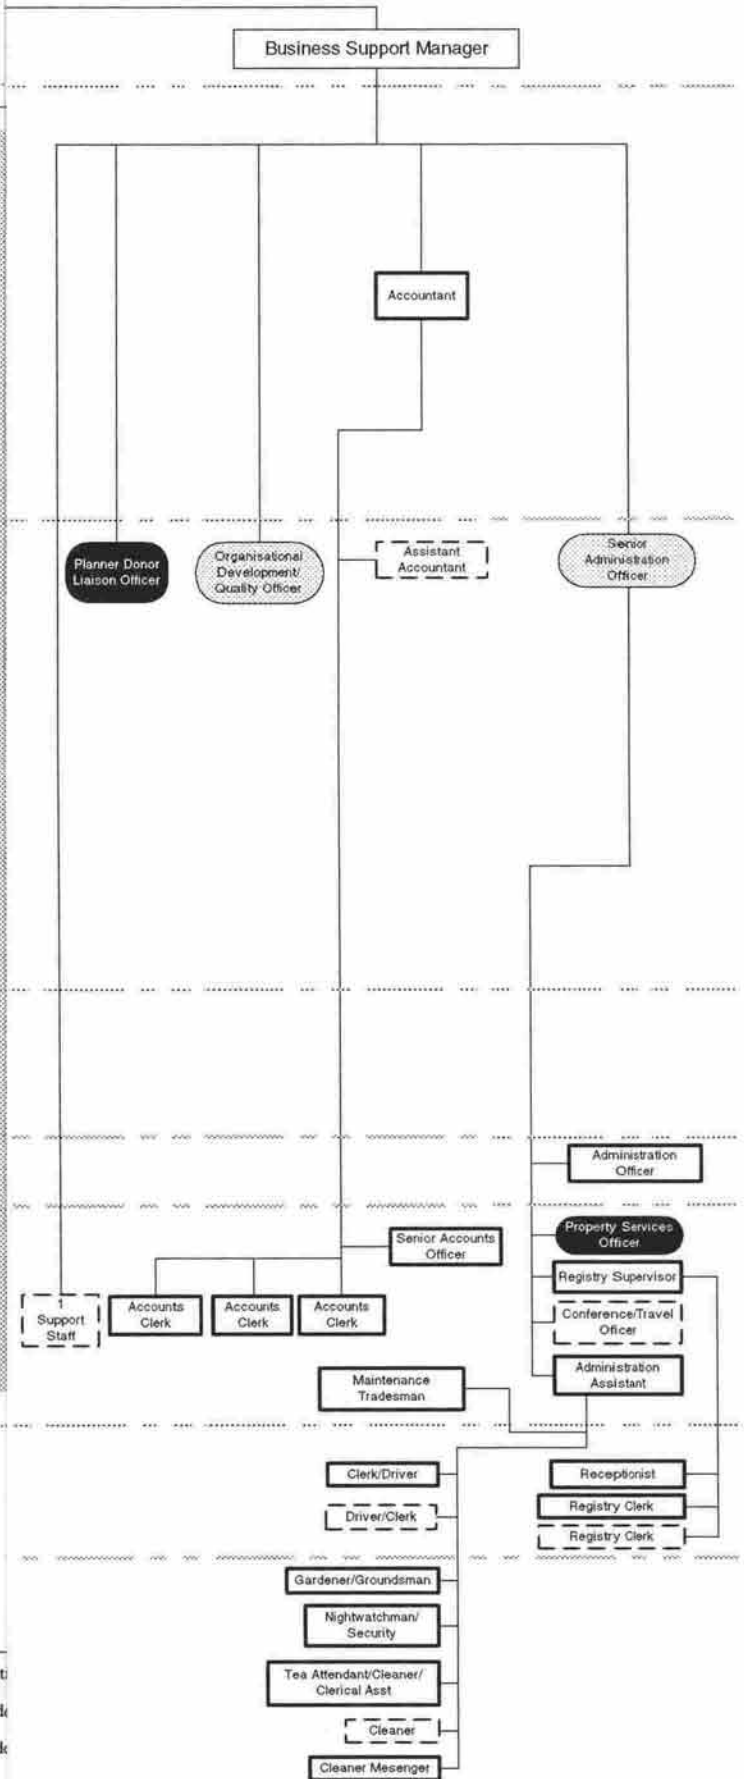 Business Support Manager
Accountant
Planner Donor
Liaison Officer
Organisational
Development/
Quality Officer
Assistant
Accountant
Senior
Administration
Officer
Administration
Officer
Property Services
Officer
Senior Accounts
Officer
Registry Supervisor
1
Support
Staff
Accounts
Clerk
Accounts
Clerk
Accounts
Clerk
Conference/Travel
Officer
Maintenance
Tradesman
Administration
Assistant
Clerk/Driver
Receptionist
Driver/Clerk
Registry Clerk
Registry Clerk
Gardener/Groundsman
Nightwatchman/
Security
Tea Attendant/Cleaner/
Clerical Asst
Cleaner
Cleaner Mesenger